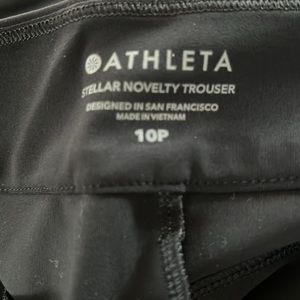 ATHLETA
STELLAR NOVELTY TROUSER
DESIGNED IN SAN FRANCISCO
MADE IN VIETNAM
10P